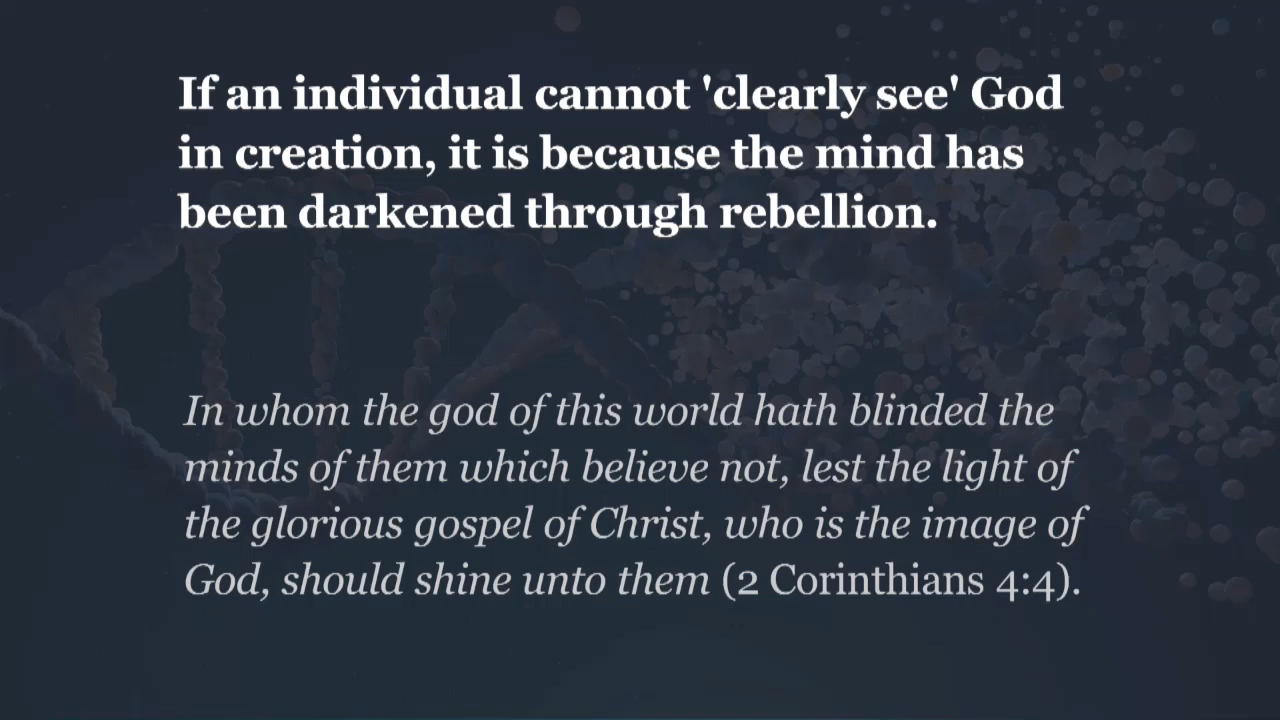 If an individual cannot 'clearly see' God
in creation, it is because the mind has
been darkened through rebellion.
In whom the god of this world hath blinded the
minds of them which believe not, lest the light of
the glorious gospel of Christ, who is the image of
God, should shine unto them (2 Corinthians 4:4).